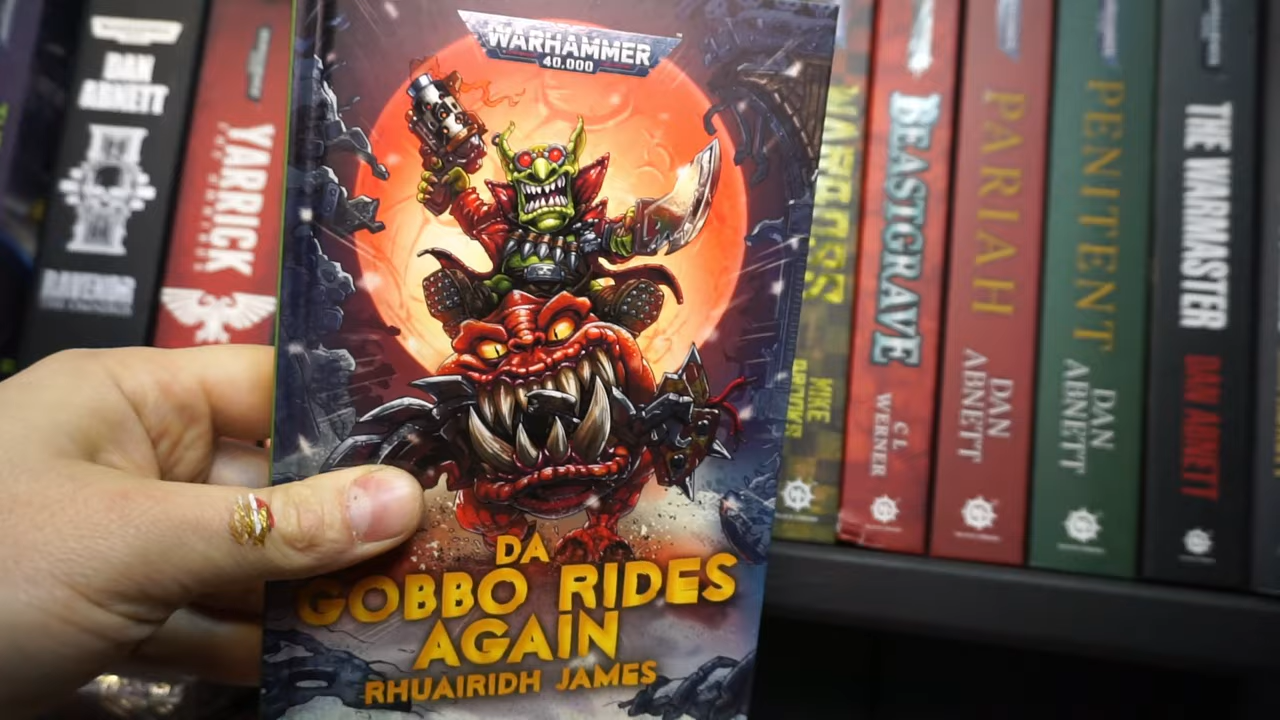 DAN
ABNETT
RAVENOR
YARRICK
WARHAMMER
40,000
DA
GOBBO RIDES
AGAIN
RHUAIRIDH JAMES
MIKE
BROOKS
BEASTGRAVE
C L
WERNER
PARIAH
DAN
ABNETT
PENITENT
DAN
ABNETT
THE WARMASTER
DAN ABNETT